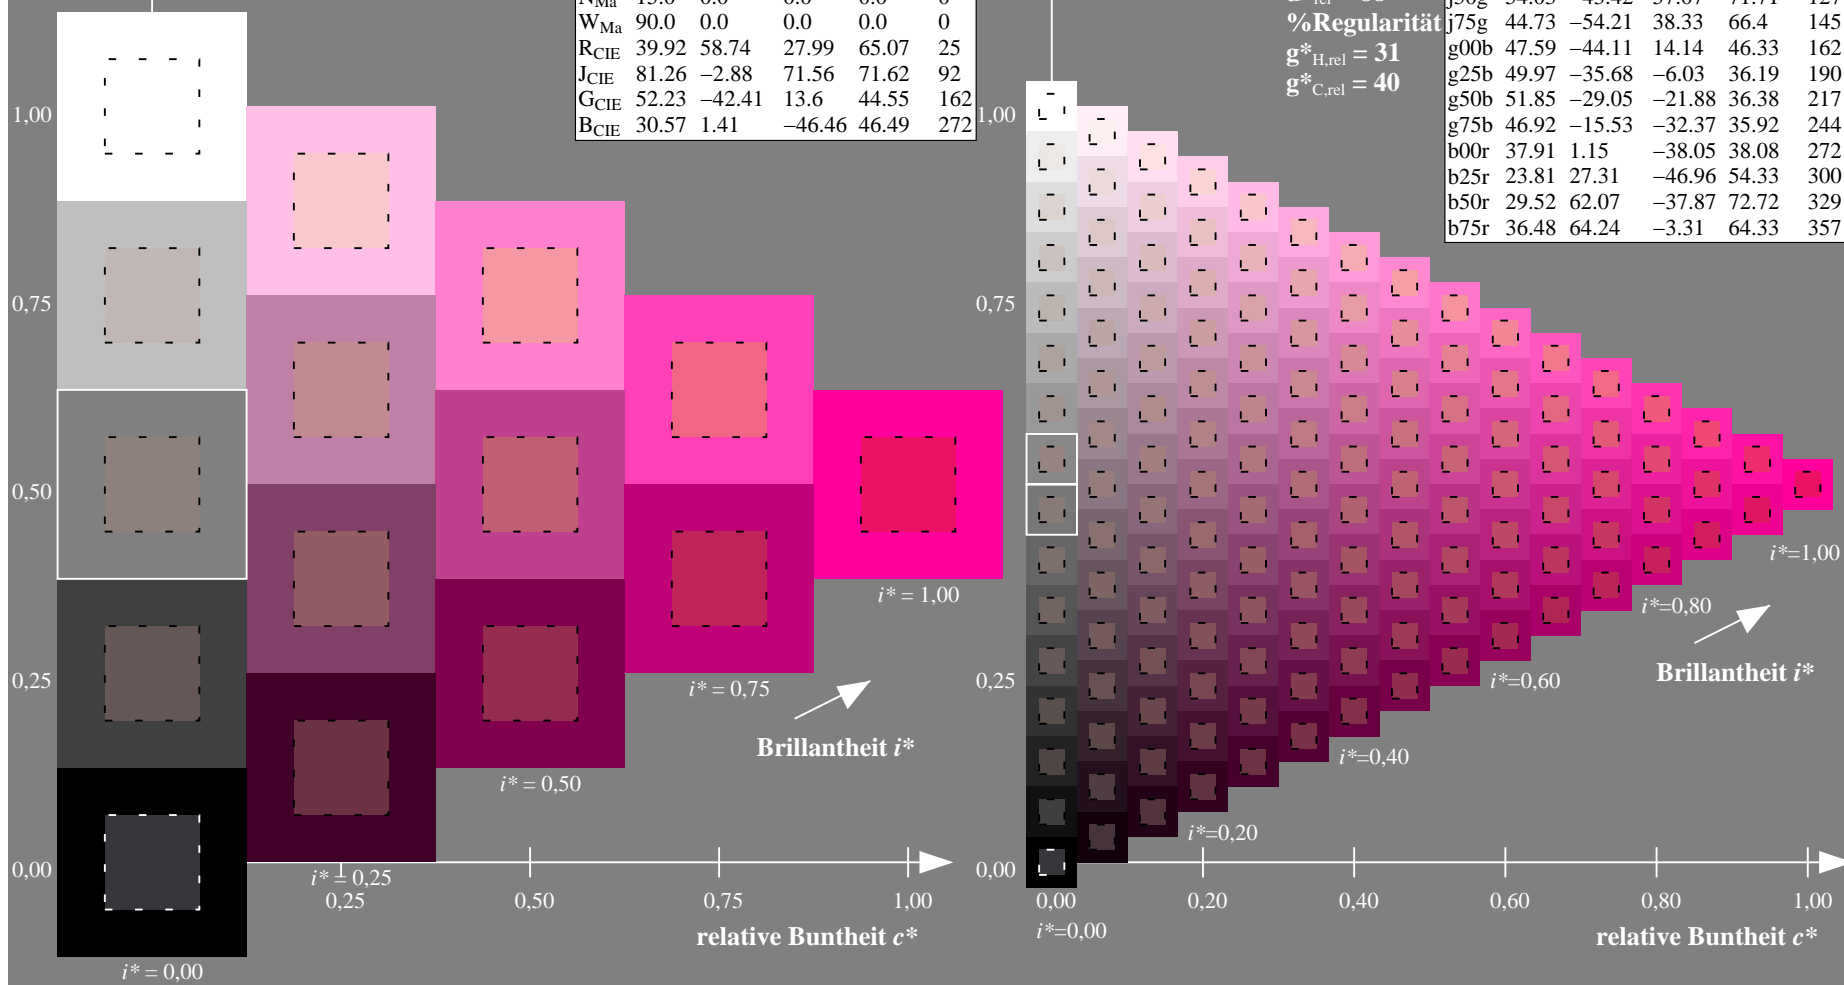 N_Ma 15.0 0.0 0.0 0.0 0
W_Ma 90.0 0.0 0.0 0.0 0
R_CIE 39.92 58.74 27.99 65.07 25
J_CIE 81.26 −2.88 71.56 71.62 92
G_CIE 52.23 −42.41 13.6 44.55 162
B_CIE 30.57 1.41 −46.46 46.49 272
%Regularität
g*_H,rel = 31
g*_C,rel = 40
j75g 44.73 −54.21 38.33 66.4 145
g00b 47.59 −44.11 14.14 46.33 162
g25b 49.97 −35.68 −6.03 36.19 190
g50b 51.85 −29.05 −21.88 36.38 217
g75b 46.92 −15.53 −32.37 35.92 244
b00r 37.91 1.15 −38.05 38.08 272
b25r 23.81 27.31 −46.96 54.33 300
b50r 29.52 62.07 −37.87 72.72 329
b75r 36.48 64.24 −3.31 64.33 357
1,00
0,75
0,50
0,25
0,00
i* = 1,00
i* = 0,75
i* = 0,50
i* = 0,25
i* = 0,00
Brillantheit i*
0,25 0,50 0,75 1,00
relative Buntheit c*
1,00
0,75
0,25
0,00
i*=1,00
i*=0,80
i*=0,60
i*=0,40
i*=0,20
i*=0,00
Brillantheit i*
0,00 0,20 0,40 0,60 0,80 1,00
relative Buntheit c*